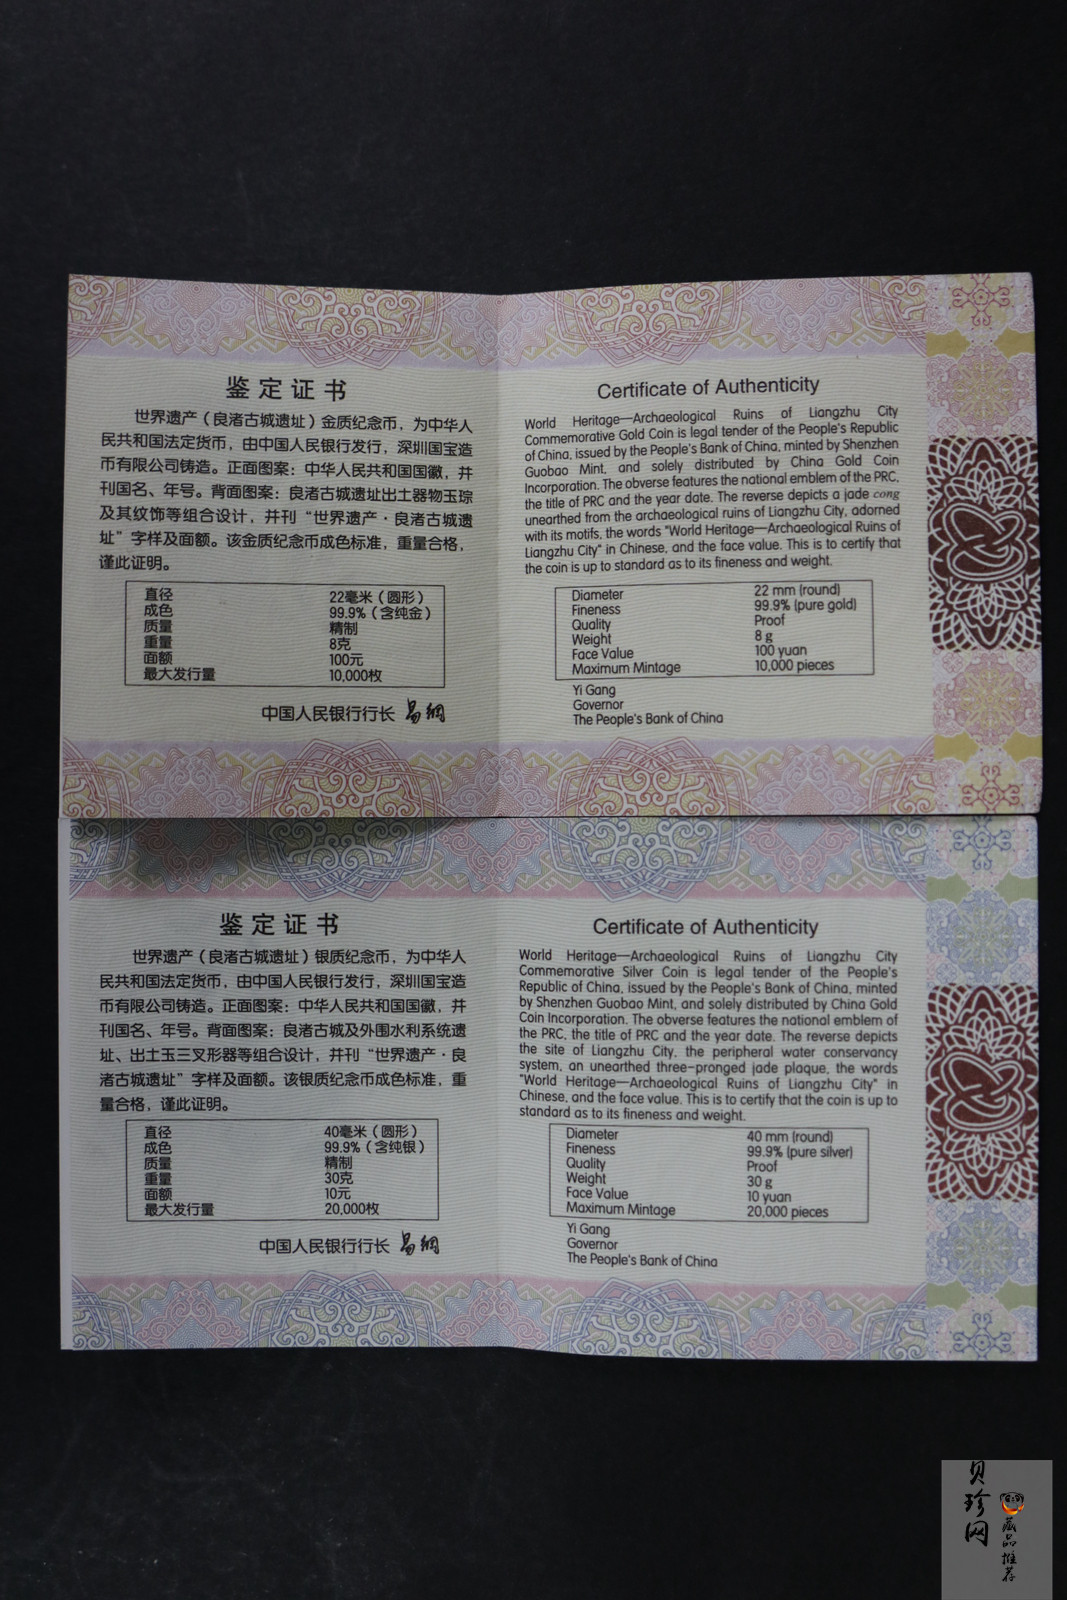 鉴定证书
世界遗产（良渚古城遗址）金质纪念币，为中华人
民共和国法定货币，由中国人民银行发行，深圳国宝造
币有限公司铸造。正面图案：中华人民共和国国徽，并
刊国名、年号。背面图案：良渚古城遗址出土器物玉琮
及其纹饰等组合设计，并刊“世界遗产·良渚古城遗
址”字样及面额。该金质纪念币成色标准，重量合格，
谨此证明。
直径 22毫米（圆形）
成色 99.9%（含纯金）
质量 精制
重量 8克
面额 100元
最大发行量 10,000枚
中国人民银行行长 易纲
Certificate of Authenticity
World Heritage—Archaeological Ruins of Liangzhu City
Commemorative Gold Coin is legal tender of the People's Republic
of China, issued by the People's Bank of China, minted by Shenzhen
Guobao Mint, and solely distributed by China Gold Coin
Incorporation. The obverse features the national emblem of the PRC,
the title of PRC and the year date. The reverse depicts a jade cong
unearthed from the archaeological ruins of Liangzhu City, adorned
with its motifs, the words "World Heritage—Archaeological Ruins of
Liangzhu City" in Chinese, and the face value. This is to certify that
the coin is up to standard as to its fineness and weight.
Diameter 22 mm (round)
Fineness 99.9% (pure gold)
Quality Proof
Weight 8 g
Face Value 100 yuan
Maximum Mintage 10,000 pieces
Yi Gang
Governor
The People's Bank of China
鉴定证书
世界遗产（良渚古城遗址）银质纪念币，为中华人
民共和国法定货币，由中国人民银行发行，深圳国宝造
币有限公司铸造。正面图案：中华人民共和国国徽，并
刊国名、年号。背面图案：良渚古城及外围水利系统遗
址、出土玉三叉形器等组合设计，并刊“世界遗产·良
渚古城遗址”字样及面额。该银质纪念币成色标准，重
量合格，谨此证明。
直径 40毫米（圆形）
成色 99.9%（含纯银）
质量 精制
重量 30克
面额 10元
最大发行量 20,000枚
中国人民银行行长 易纲
Certificate of Authenticity
World Heritage—Archaeological Ruins of Liangzhu City
Commemorative Silver Coin is legal tender of the People's
Republic of China, issued by the People's Bank of China, minted
by Shenzhen Guobao Mint, and solely distributed by China Gold
Coin Incorporation. The obverse features the national emblem of
the PRC, the title of PRC and the year date. The reverse depicts
the site of Liangzhu City, the peripheral water conservancy
system, an unearthed three-pronged jade plaque, the words
"World Heritage—Archaeological Ruins of Liangzhu City" in
Chinese, and the face value. This is to certify that the coin is up to
standard as to its fineness and weight.
Diameter 40 mm (round)
Fineness 99.9% (pure silver)
Quality Proof
Weight 30 g
Face Value 10 yuan
Maximum Mintage 20,000 pieces
Yi Gang
Governor
The People's Bank of China
贝珍网
藏品推荐